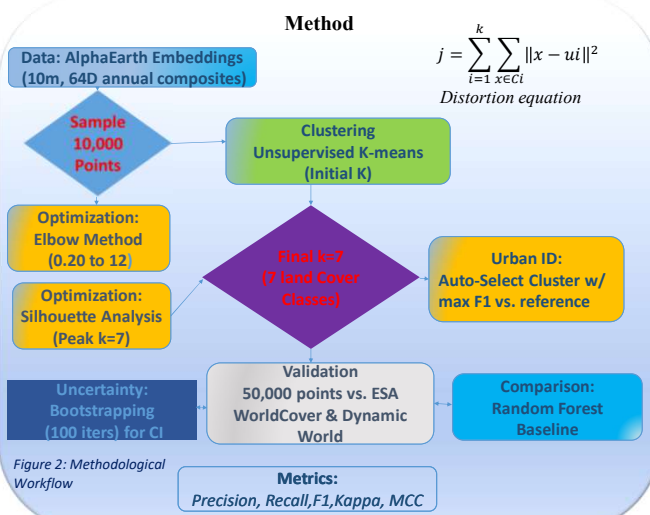 Method
Data: AlphaEarth Embeddings
(10m, 64D annual composites)
j = ∑ᵢ₌₁ᵏ ∑ₓ∈Cᵢ ‖x − ui‖²
Distortion equation
Sample
10,000
Points
Clustering
Unsupervised K-means
(Initial K)
Optimization:
Elbow Method
(0.20 to 12)
Optimization:
Silhouette Analysis
(Peak k=7)
Final k=7
(7 land Cover
Classes)
Urban ID:
Auto-Select Cluster w/
max F1 vs. reference
Uncertainty:
Bootstrapping
(100 iters) for CI
Validation
50,000 points vs. ESA
WorldCover & Dynamic
World
Comparison:
Random Forest
Baseline
Figure 2: Methodological
Workflow
Metrics:
Precision, Recall,F1,Kappa, MCC